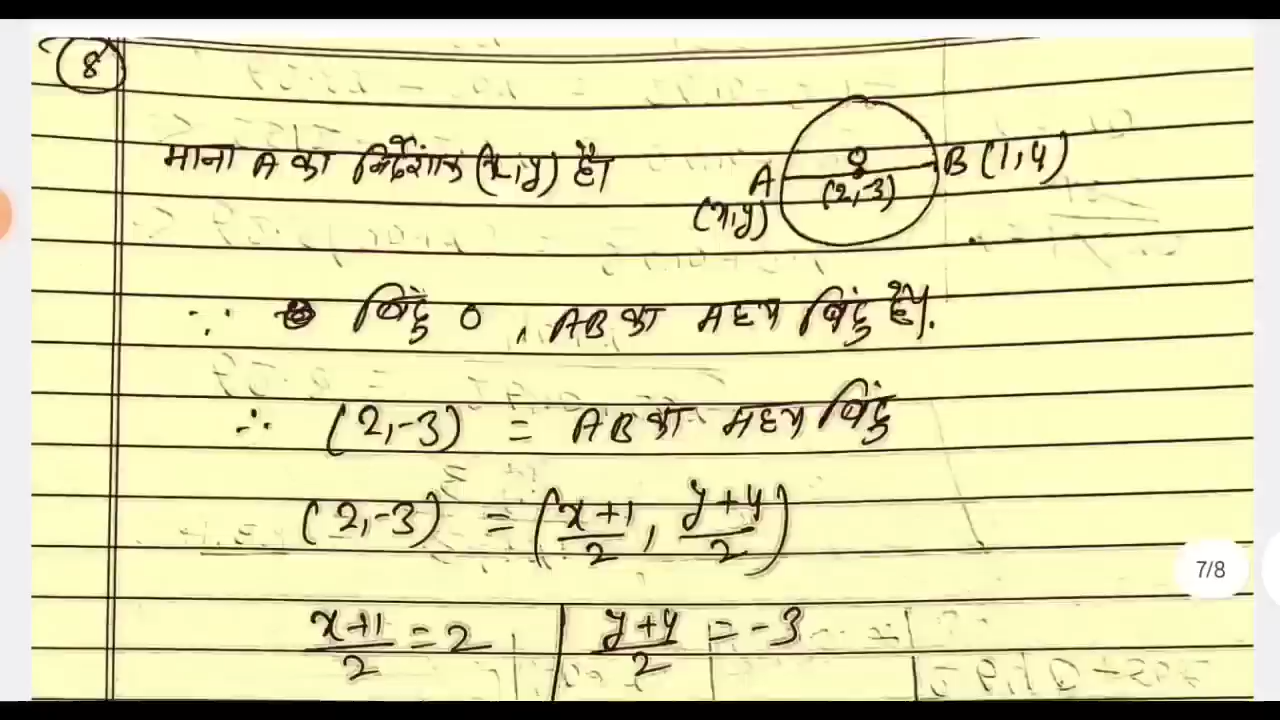 8
माना A का निर्देशांक (x,y) है।
A
(x,y)
O
(2,-3)
B (1,4)
∵ बिंदु O, AB का मध्य बिंदु है।
∴ (2,-3) = AB का मध्य बिंदु
(2,-3) = (x+1/2, y+4/2)
x+1/2 = 2 | y+4/2 = -3
7/8